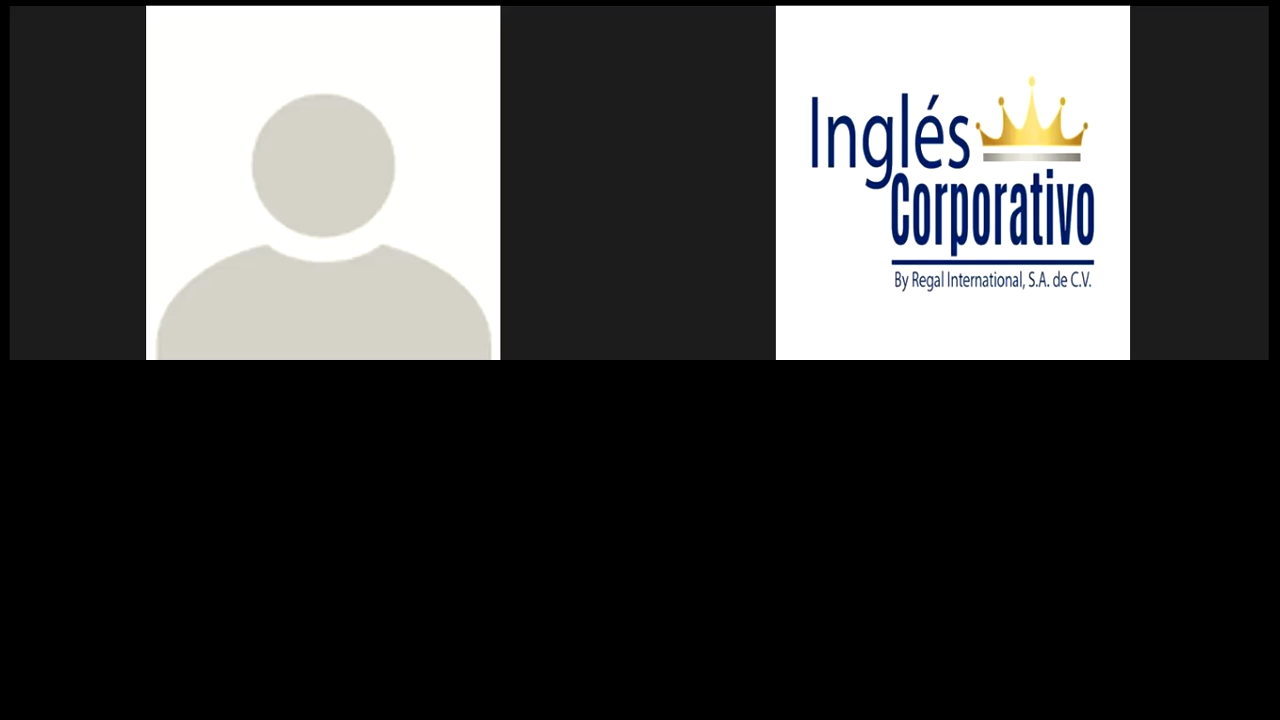 Inglés
Corporativo
By Regal International, S.A. de C.V.